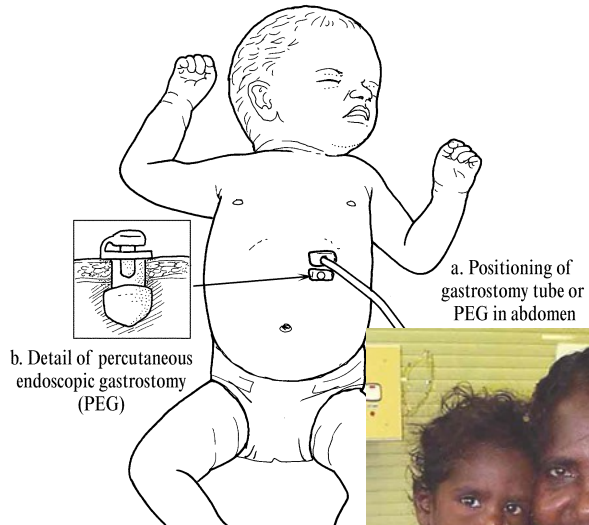 a. Positioning of
gastrostomy tube or
PEG in abdomen
b. Detail of percutaneous
endoscopic gastrostomy
(PEG)